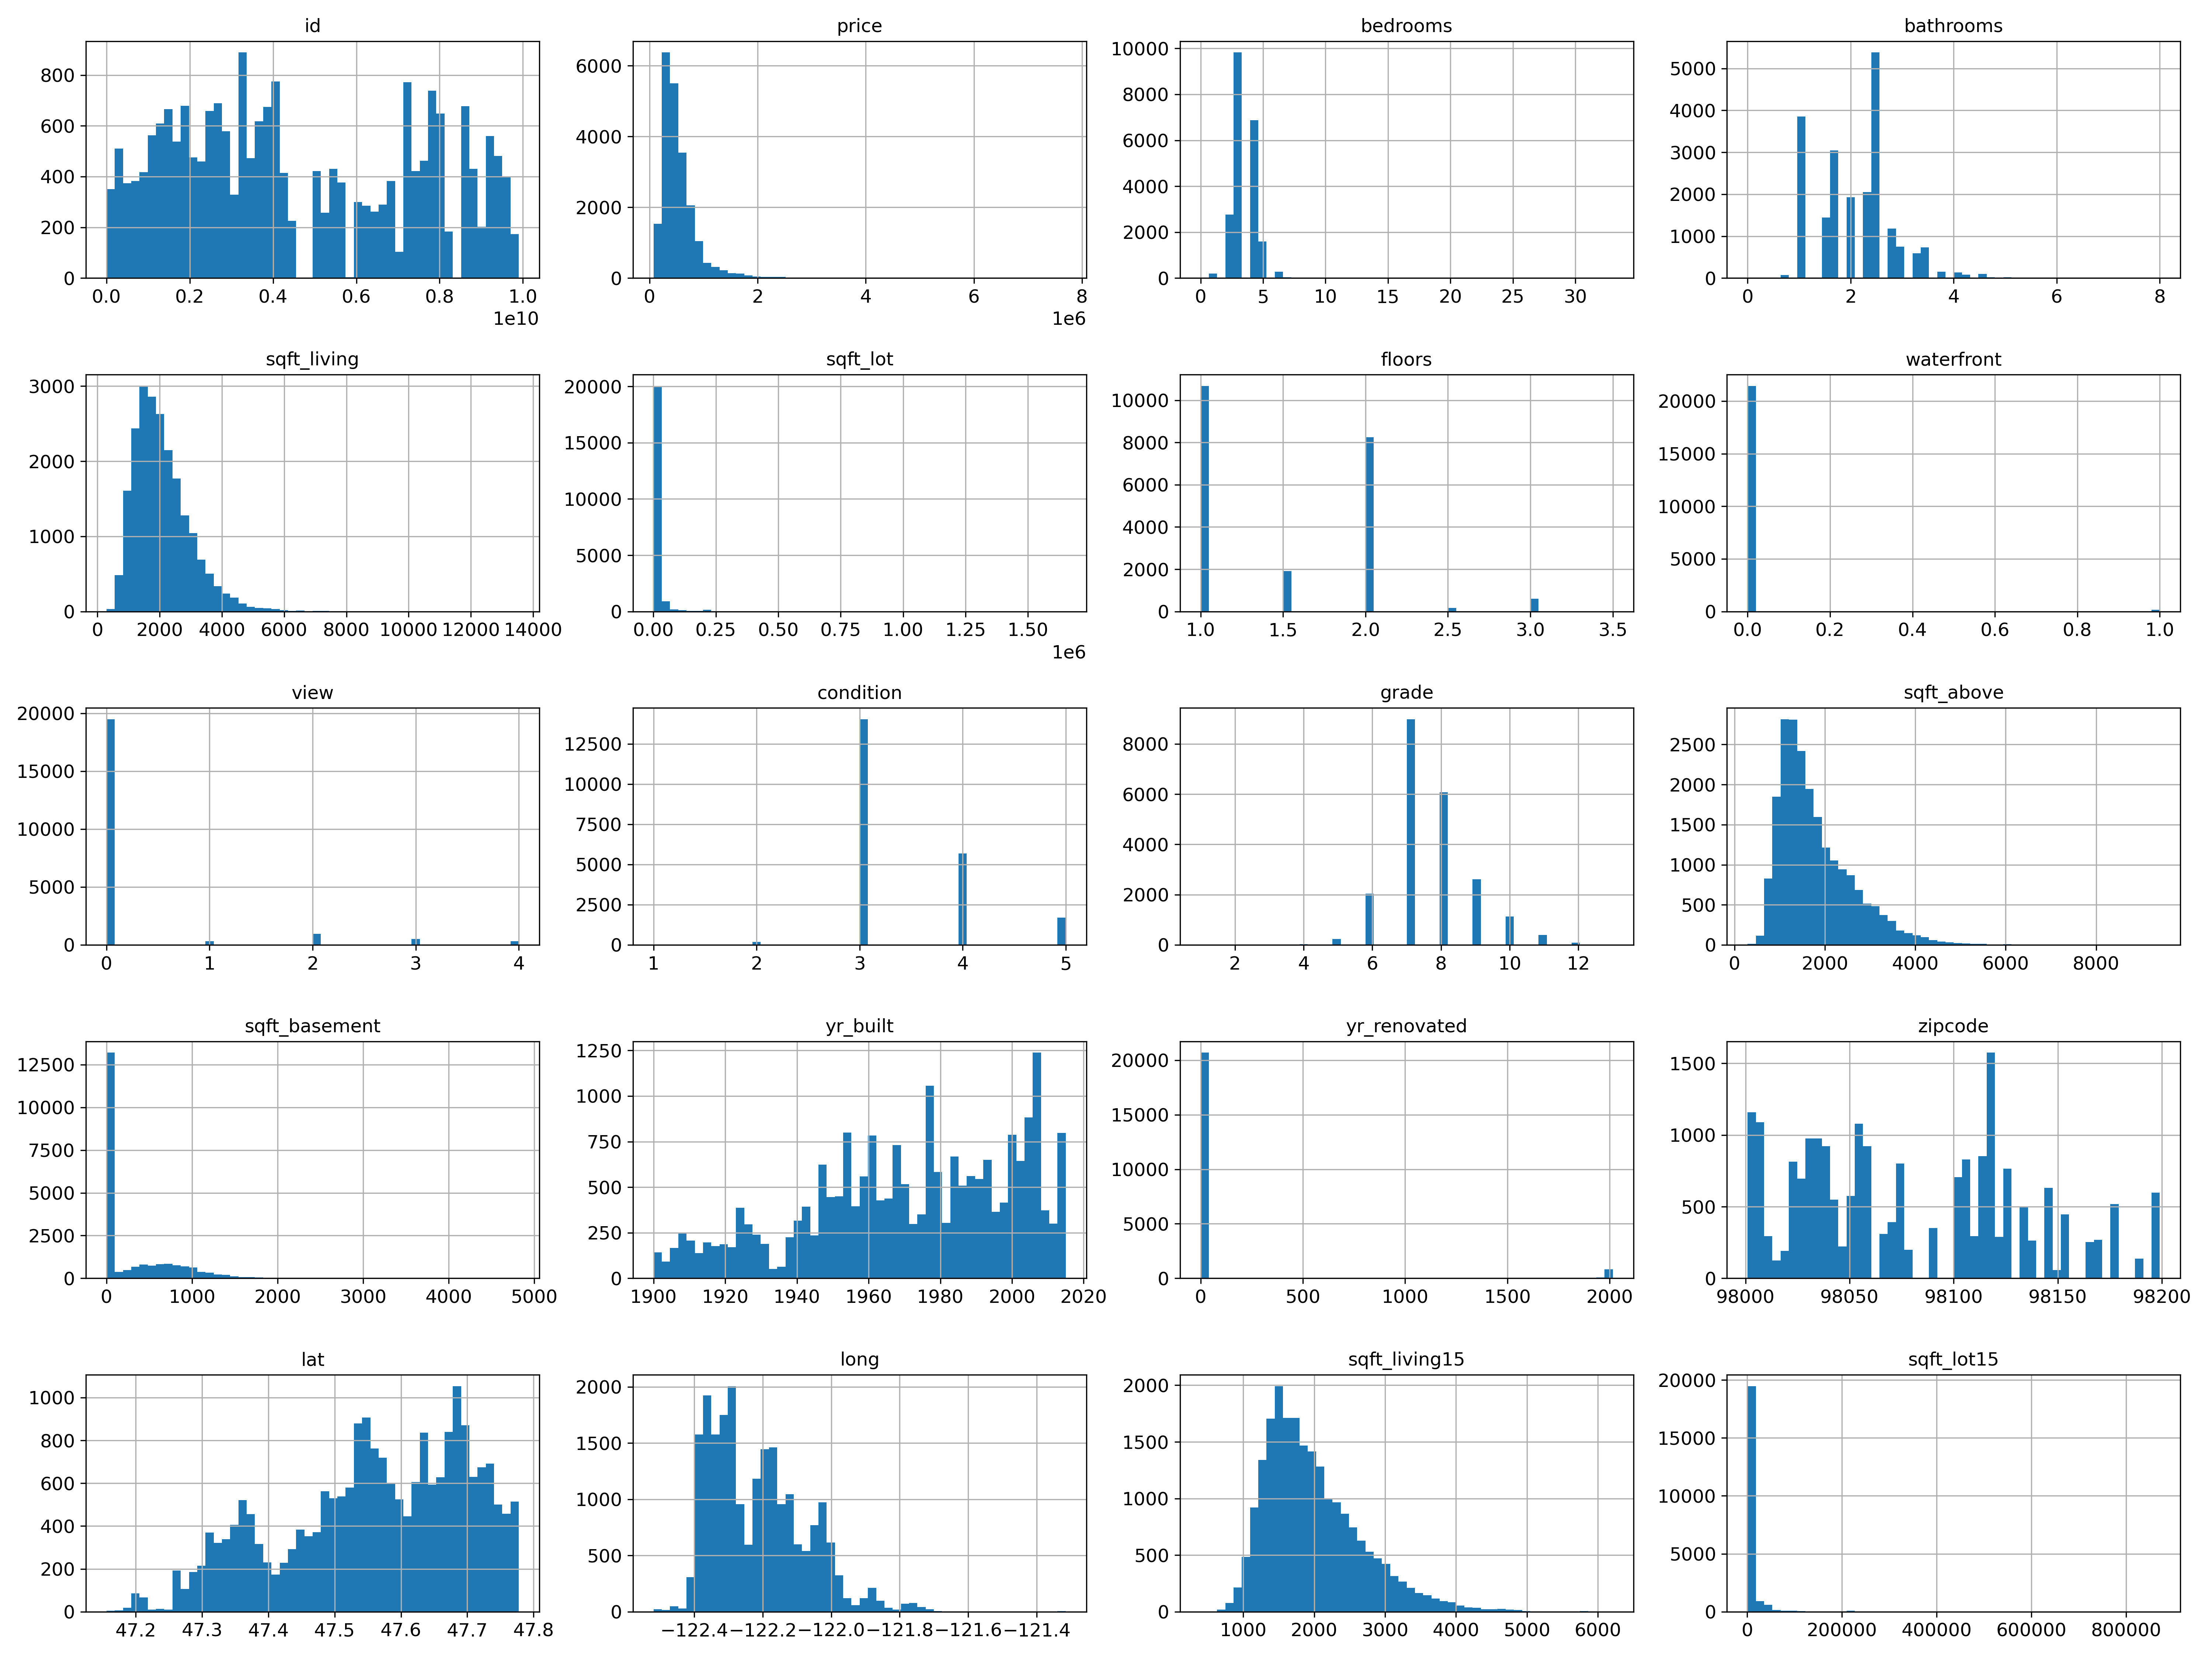 id
800
600
400
200
0
0.0 0.2 0.4 0.6 0.8 1.0
1e10
price
6000
4000
2000
0
0 2 4 6 8
1e6
bedrooms
10000
8000
6000
4000
2000
0
0 5 10 15 20 25 30
bathrooms
5000
4000
3000
2000
1000
0
0 2 4 6 8
sqft_living
3000
2000
1000
0
0 2000 4000 6000 8000 10000 12000 14000
sqft_lot
20000
15000
10000
5000
0
0.00 0.25 0.50 0.75 1.00 1.25 1.50
1e6
floors
10000
8000
6000
4000
2000
0
1.0 1.5 2.0 2.5 3.0 3.5
waterfront
20000
15000
10000
5000
0
0.0 0.2 0.4 0.6 0.8 1.0
view
20000
15000
10000
5000
0
0 1 2 3 4
condition
12500
10000
7500
5000
2500
0
1 2 3 4 5
grade
8000
6000
4000
2000
0
2 4 6 8 10 12
sqft_above
2500
2000
1500
1000
500
0
0 2000 4000 6000 8000
sqft_basement
12500
10000
7500
5000
2500
0
0 1000 2000 3000 4000 5000
yr_built
1250
1000
750
500
250
0
1900 1920 1940 1960 1980 2000 2020
yr_renovated
20000
15000
10000
5000
0
0 500 1000 1500 2000
zipcode
1500
1000
500
0
98000 98050 98100 98150 98200
lat
1000
800
600
400
200
0
47.2 47.3 47.4 47.5 47.6 47.7 47.8
long
2000
1500
1000
500
0
−122.4 −122.2 −122.0 −121.8 −121.6 −121.4
sqft_living15
2000
1500
1000
500
0
1000 2000 3000 4000 5000 6000
sqft_lot15
20000
15000
10000
5000
0
0 200000 400000 600000 800000